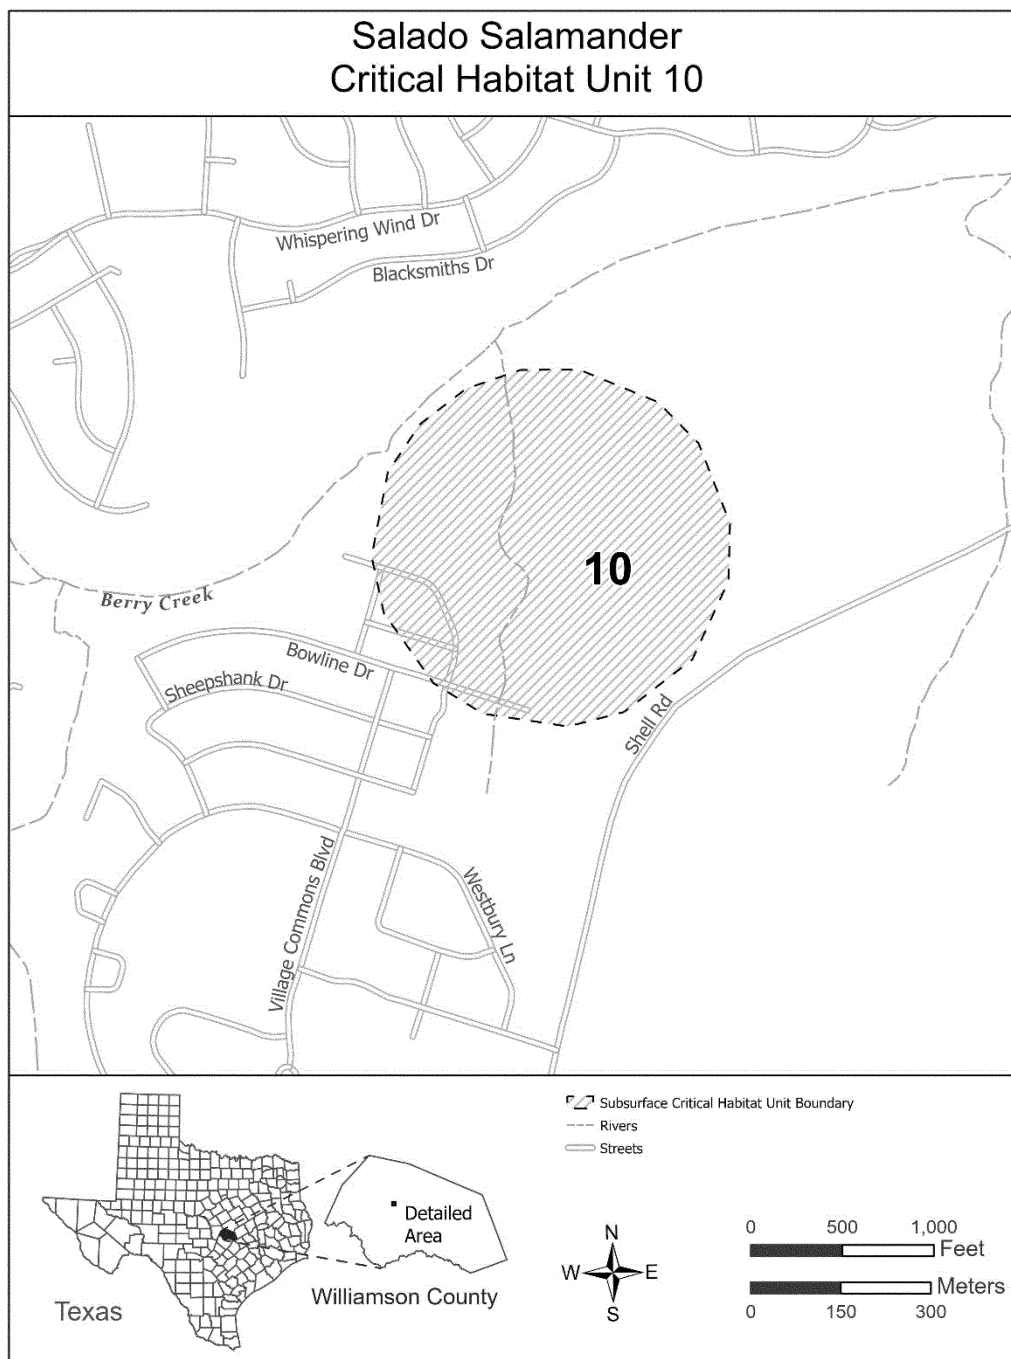 Salado Salamander
Critical Habitat Unit 10
Whispering Wind Dr
Blacksmiths Dr
10
Berry Creek
Bowline Dr
Sheepshank Dr
Shell Rd
Village Commons Blvd
Westbury Ln
Subsurface Critical Habitat Unit Boundary
Rivers
Streets
Detailed
Area
Texas
Williamson County
N
W E
S
0 500 1,000
Feet
Meters
0 150 300